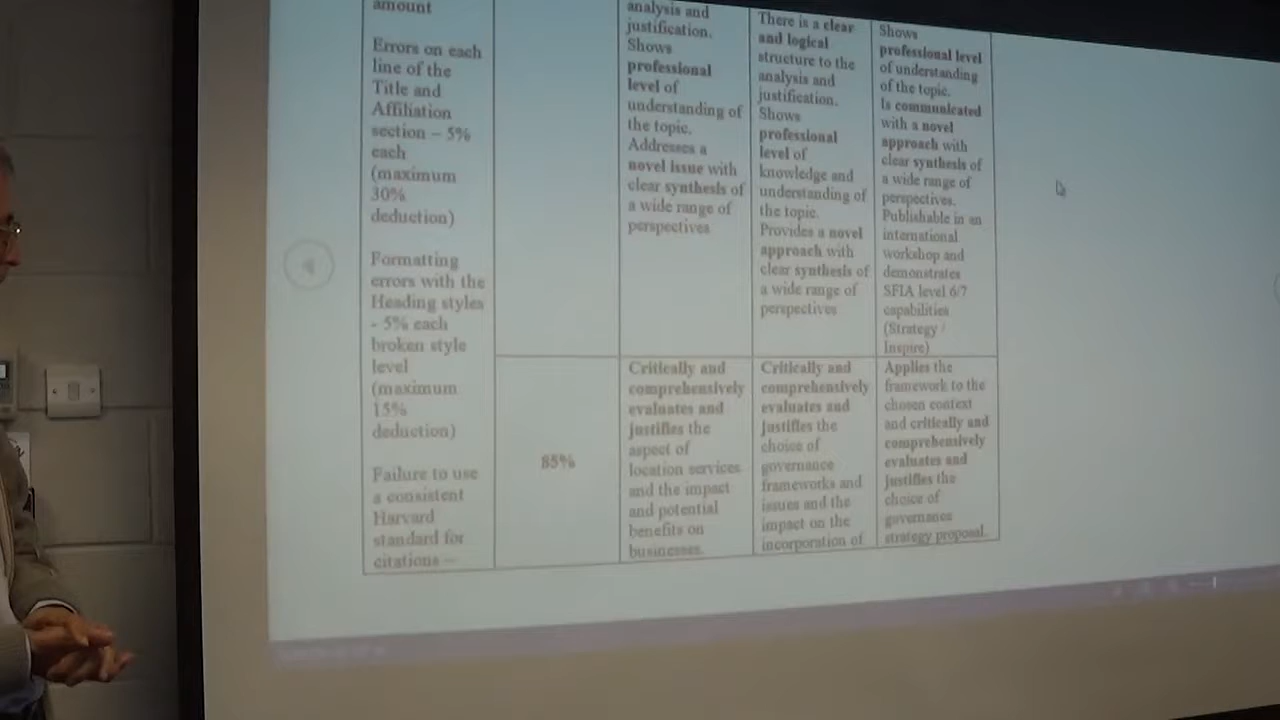 amount
Errors on each
line of the
Title and
Affiliation
section – 5%
each
(maximum
30%
deduction)
Formatting
errors with the
Heading styles
- 5% each
broken style
level
(maximum
15%
deduction)
Failure to use
a consistent
Harvard
standard for
citations –
85%
analysis and
justification.
Shows
professional
level of
understanding of
the topic.
Addresses a
novel issue with
clear synthesis of
a wide range of
perspectives
Critically and
comprehensively
evaluates and
justifies the
aspect of
location services
and the impact
and potential
benefits on
businesses.
There is a clear
and logical
structure to the
analysis and
justification.
Shows
professional
level of
knowledge and
understanding of
the topic.
Provides a novel
approach with
clear synthesis of
a wide range of
perspectives
Critically and
comprehensively
evaluates and
justifies the
choice of
governance
frameworks and
issues and the
impact on the
incorporation of
Shows
professional level
of understanding
of the topic.
Is communicated
with a novel
approach with
clear synthesis of
a wide range of
perspectives.
Publishable in an
international
workshop and
demonstrates
SFIA level 6/7
capabilities
(Strategy /
Inspire)
Applies the
framework to the
chosen context
and critically and
comprehensively
evaluates and
justifies the
choice of
governance
strategy proposal.